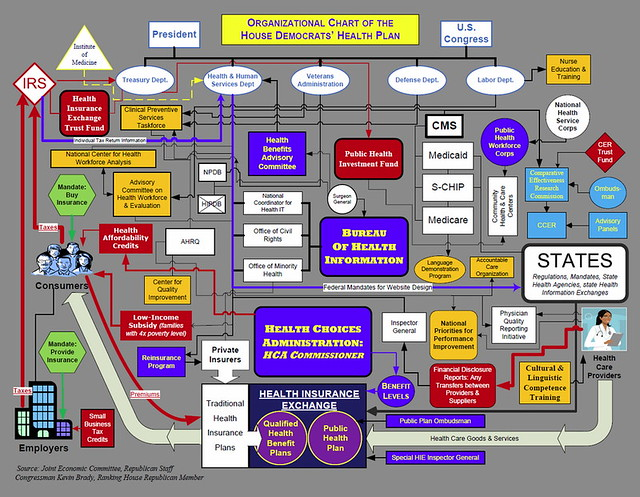 ORGANIZATIONAL CHART OF THE
HOUSE DEMOCRATS' HEALTH PLAN
President
U.S.
Congress
Institute
of
Medicine
IRS
Treasury Dept.
Health & Human
Services Dept
Veterans
Administration
Defense Dept.
Labor Dept.
Nurse
Education &
Training
Health
Insurance
Exchange
Trust Fund
Clinical Preventive
Services
Taskforce
Individual Tax Return Information
National Center for Health
Workforce Analysis
Health
Benefits
Advisory
Committee
Public Health
Investment Fund
CMS
Medicaid
S-CHIP
Medicare
Public
Health
Workforce
Corps
National
Health
Service
Corps
CER
Trust
Fund
Comparative
Effectiveness
Research
Commission
Ombuds-
man
CCER
Advisory
Panels
Community
Health & Care
Centers
Mandate:
Buy
Insurance
Advisory
Committee on
Health Workforce
& Evaluation
NPDB
HIPDB
AHRQ
National
Coordinator for
Health IT
Surgeon
General
Office of Civil
Rights
Office of Minority
Health
BUREAU
OF HEALTH
INFORMATION
Language
Demonstration
Program
Accountable
Care
Organization
STATES
Regulations, Mandates, State
Health Agencies, state Health
Information Exchanges
Taxes
Health
Affordability
Credits
Consumers
Center for
Quality
Improvement
Federal Mandates for Website Design
Low-Income
Subsidy (families
with 4x poverty level)
HEALTH CHOICES
ADMINISTRATION:
HCA COMMISSIONER
Inspector
General
National
Priorities for
Performance
Improvement
Physician
Quality
Reporting
Initiative
Health
Care
Providers
Mandate:
Provide
Insurance
Reinsurance
Program
Private
Insurers
Financial Disclosure
Reports: Any
Transfers between
Providers &
Suppliers
Cultural &
Linguistic
Competence
Training
BENEFIT
LEVELS
Taxes
Premiums
Small
Business
Tax
Credits
Employers
Traditional
Health
Insurance
Plans
HEALTH INSURANCE
EXCHANGE
Qualified
Health
Benefit
Plans
Public
Health
Plan
Public Plan Ombudsman
Health Care Goods & Services
Special HIE Inspector General
Source: Joint Economic Committee, Republican Staff
Congressman Kevin Brady, Ranking House Republican Member